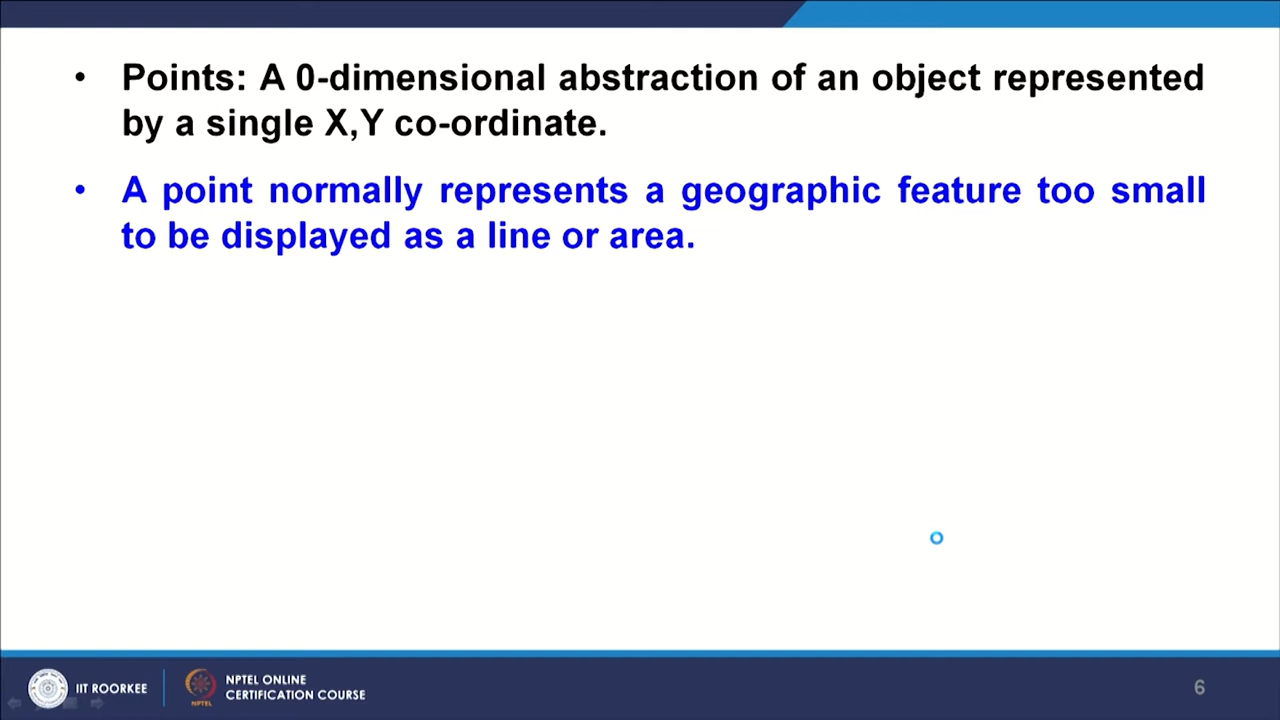 • Points: A 0-dimensional abstraction of an object represented
by a single X,Y co-ordinate.
• A point normally represents a geographic feature too small
to be displayed as a line or area.
IIT ROORKEE
NPTEL ONLINE
CERTIFICATION COURSE
NPTEL
6